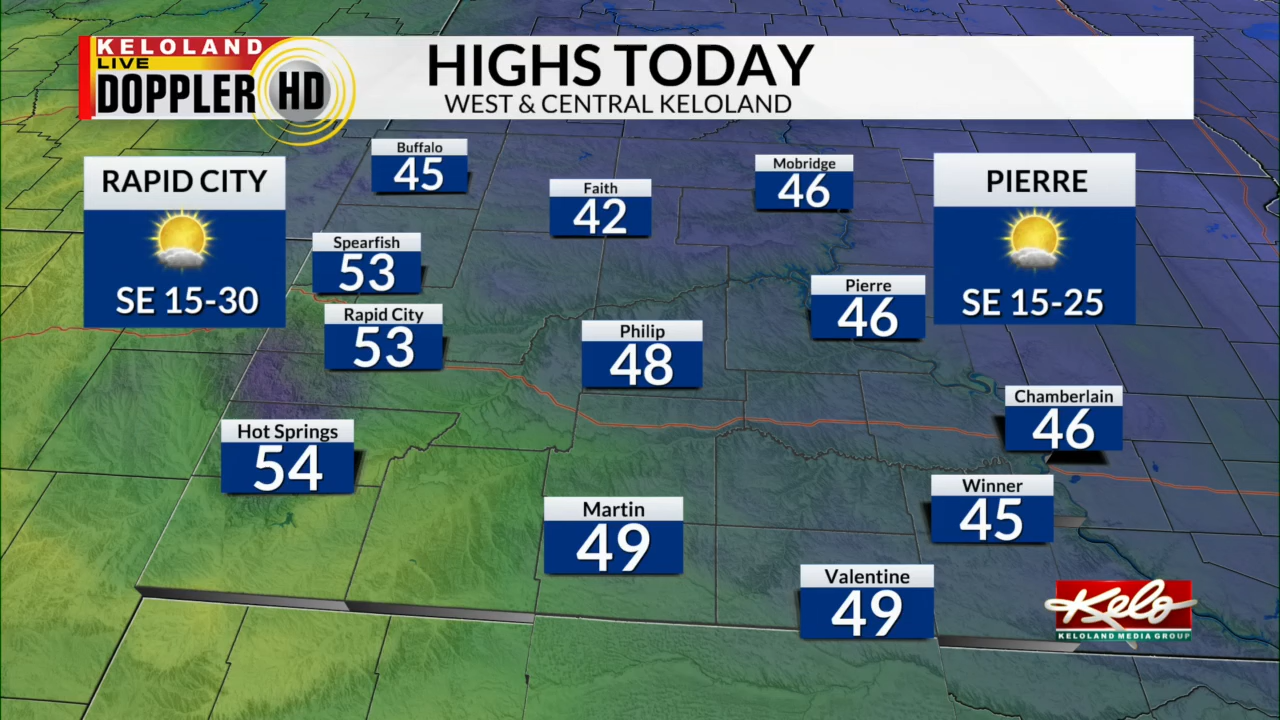 KELOLAND
LIVE
DOPPLER HD
HIGHS TODAY
WEST & CENTRAL KELOLAND
RAPID CITY
SE 15-30
Buffalo
45
Faith
42
Mobridge
46
PIERRE
SE 15-25
Spearfish
53
Rapid City
53
Philip
48
Pierre
46
Chamberlain
46
Hot Springs
54
Martin
49
Winner
45
Valentine
49
Kelo
KELOLAND MEDIA GROUP